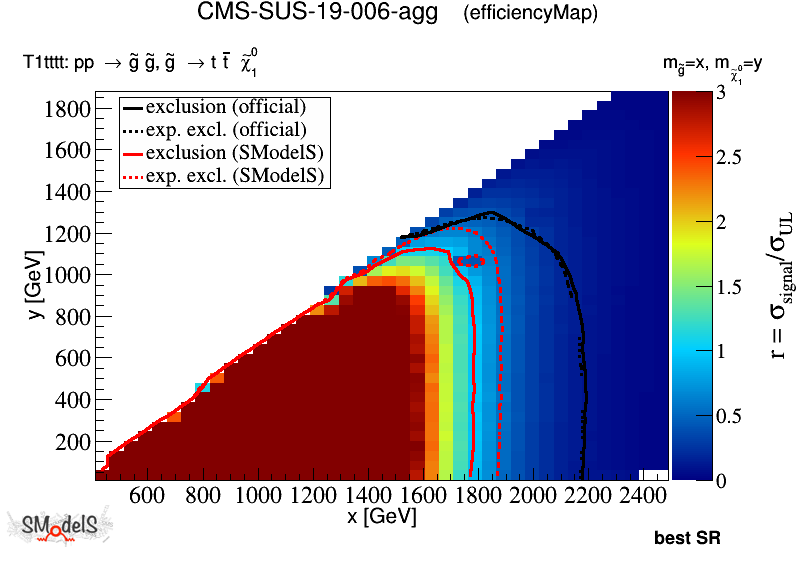 CMS-SUS-19-006-agg (efficiencyMap)
T1tttt: pp → g̃ g̃, g̃ → t t̄ χ̃⁰₁
m_g̃=x, m_χ̃⁰₁=y
exclusion (official)
exp. excl. (official)
exclusion (SModelS)
exp. excl. (SModelS)
1800
1600
1400
1200
1000
800
600
400
200
y [GeV]
600 800 1000 1200 1400 1600 1800 2000 2200 2400
x [GeV]
3
2.5
2
1.5
1
0.5
0
r = σ_signal/σ_UL
SModelS
best SR